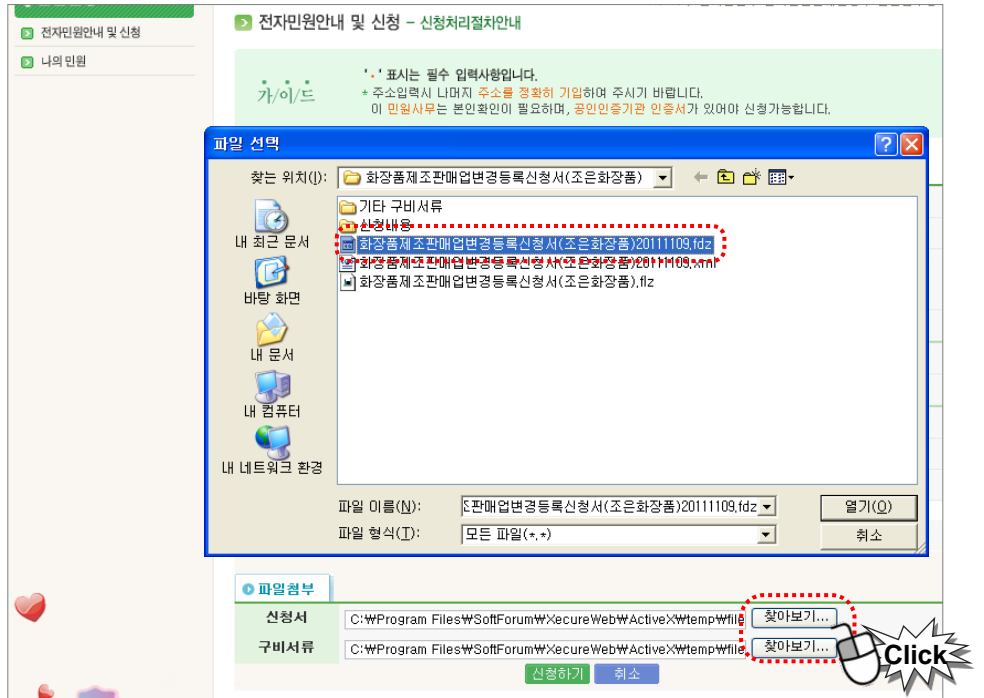 전자민원안내 및 신청
나의 민원
전자민원안내 및 신청 - 신청처리절차안내
가/이/드
'·' 표시는 필수 입력사항입니다.
* 주소입력시 나머지 주소를 정확히 기입하여 주시기 바랍니다.
이 민원사무는 본인확인이 필요하며, 공인인증기관 인증서가 있어야 신청가능합니다.
파일 선택
찾는 위치(I):
화장품제조판매업변경등록신청서(조은화장품)
기타 구비서류
신청내용
화장품제조판매업변경등록신청서(조은화장품)20111109.fdz
화장품제조판매업변경등록신청서(조은화장품)20111109.xml
화장품제조판매업변경등록신청서(조은화장품).flz
내 최근 문서
바탕 화면
내 문서
내 컴퓨터
내 네트워크 환경
파일 이름(N):
판매업변경등록신청서(조은화장품)20111109.fdz
열기(O)
파일 형식(T):
모든 파일(*.*)
취소
파일첨부
신청서
C:₩Program Files₩SoftForum₩XecureWeb₩ActiveX₩temp₩file
찾아보기...
구비서류
C:₩Program Files₩SoftForum₩XecureWeb₩ActiveX₩temp₩file
찾아보기...
Click
신청하기
취소